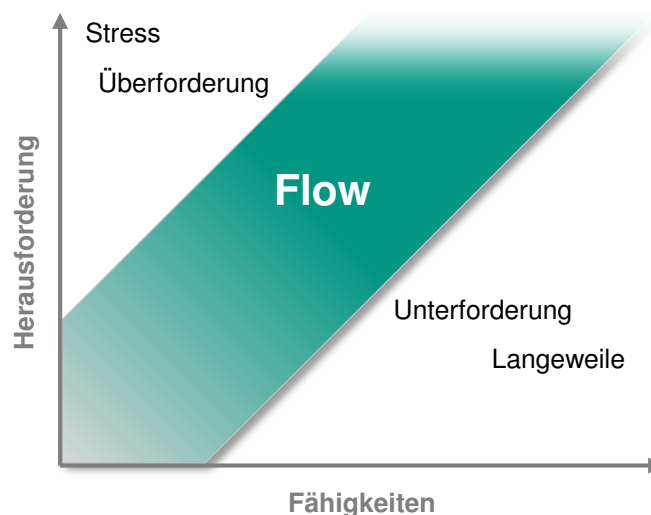 Stress
Überforderung
Herausforderung
Flow
Unterforderung
Langeweile
Fähigkeiten